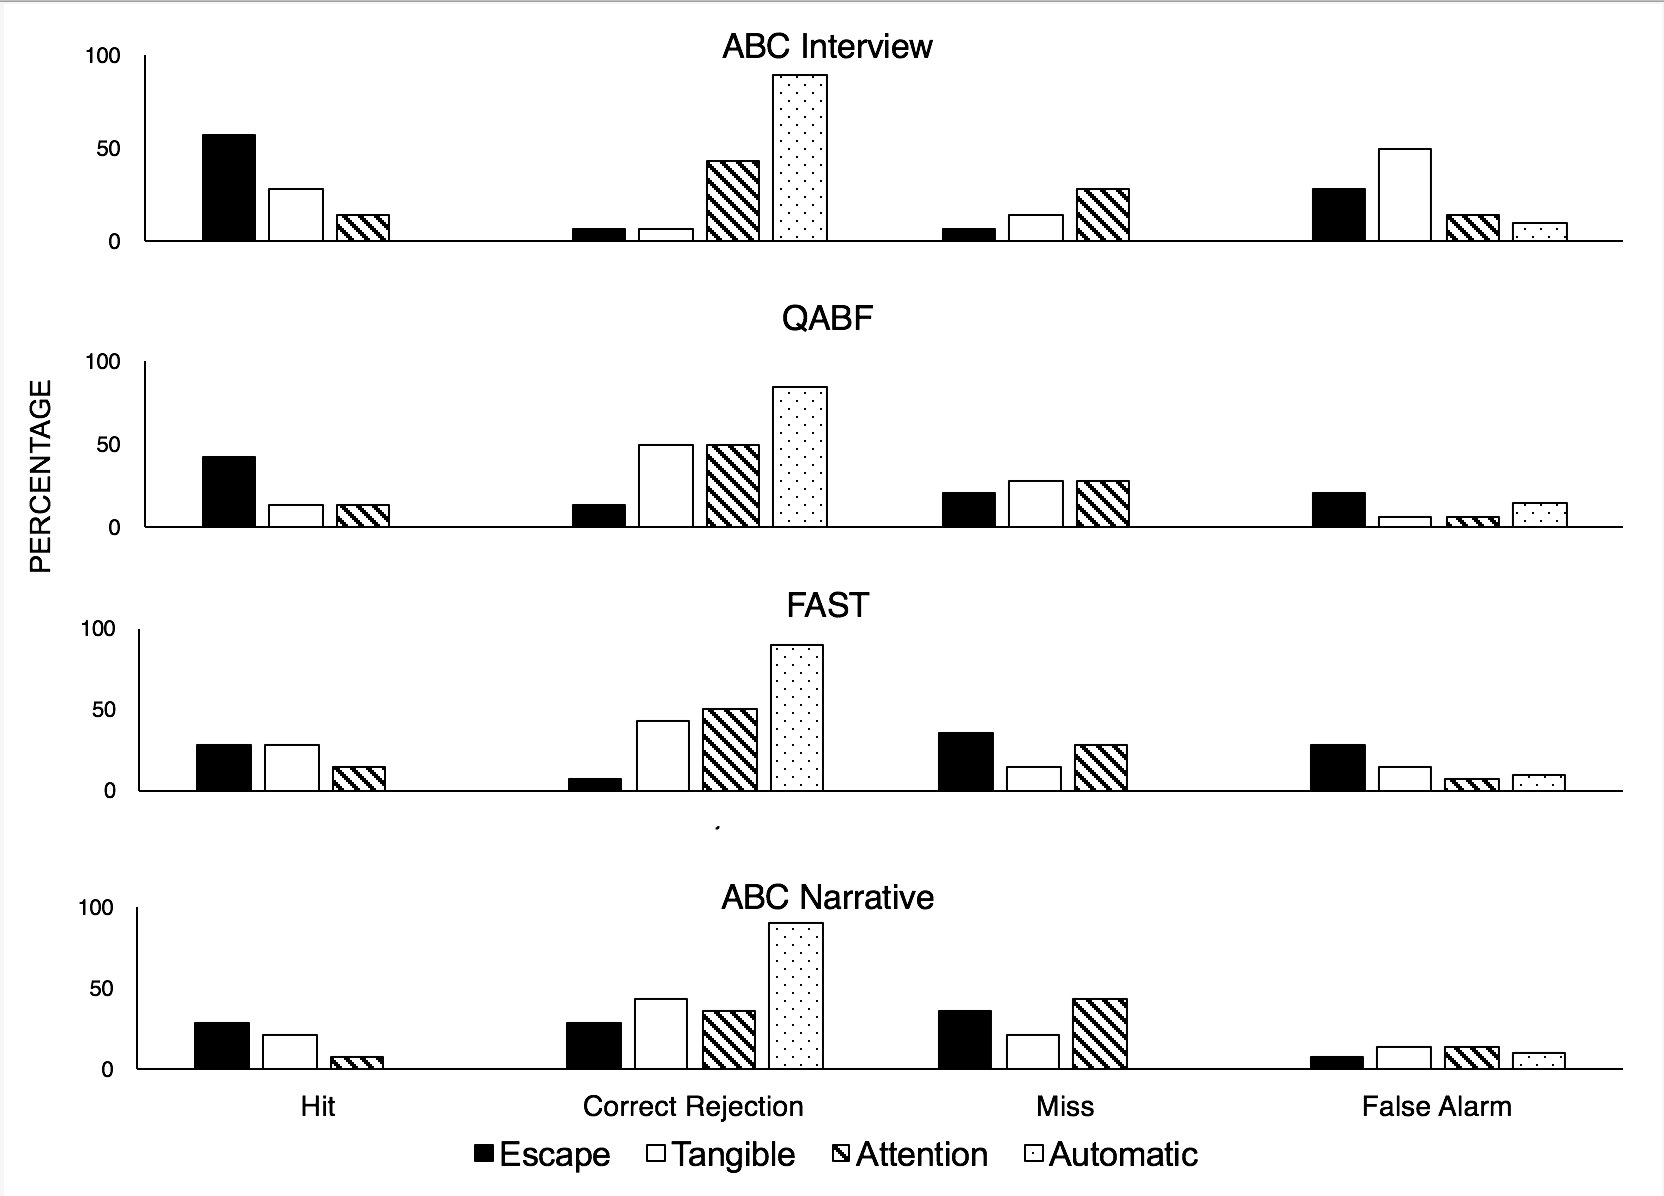 ABC Interview
100
50
0
QABF
100
50
0
PERCENTAGE
FAST
100
50
0
ABC Narrative
100
50
0
Hit Correct Rejection Miss False Alarm
Escape Tangible Attention Automatic